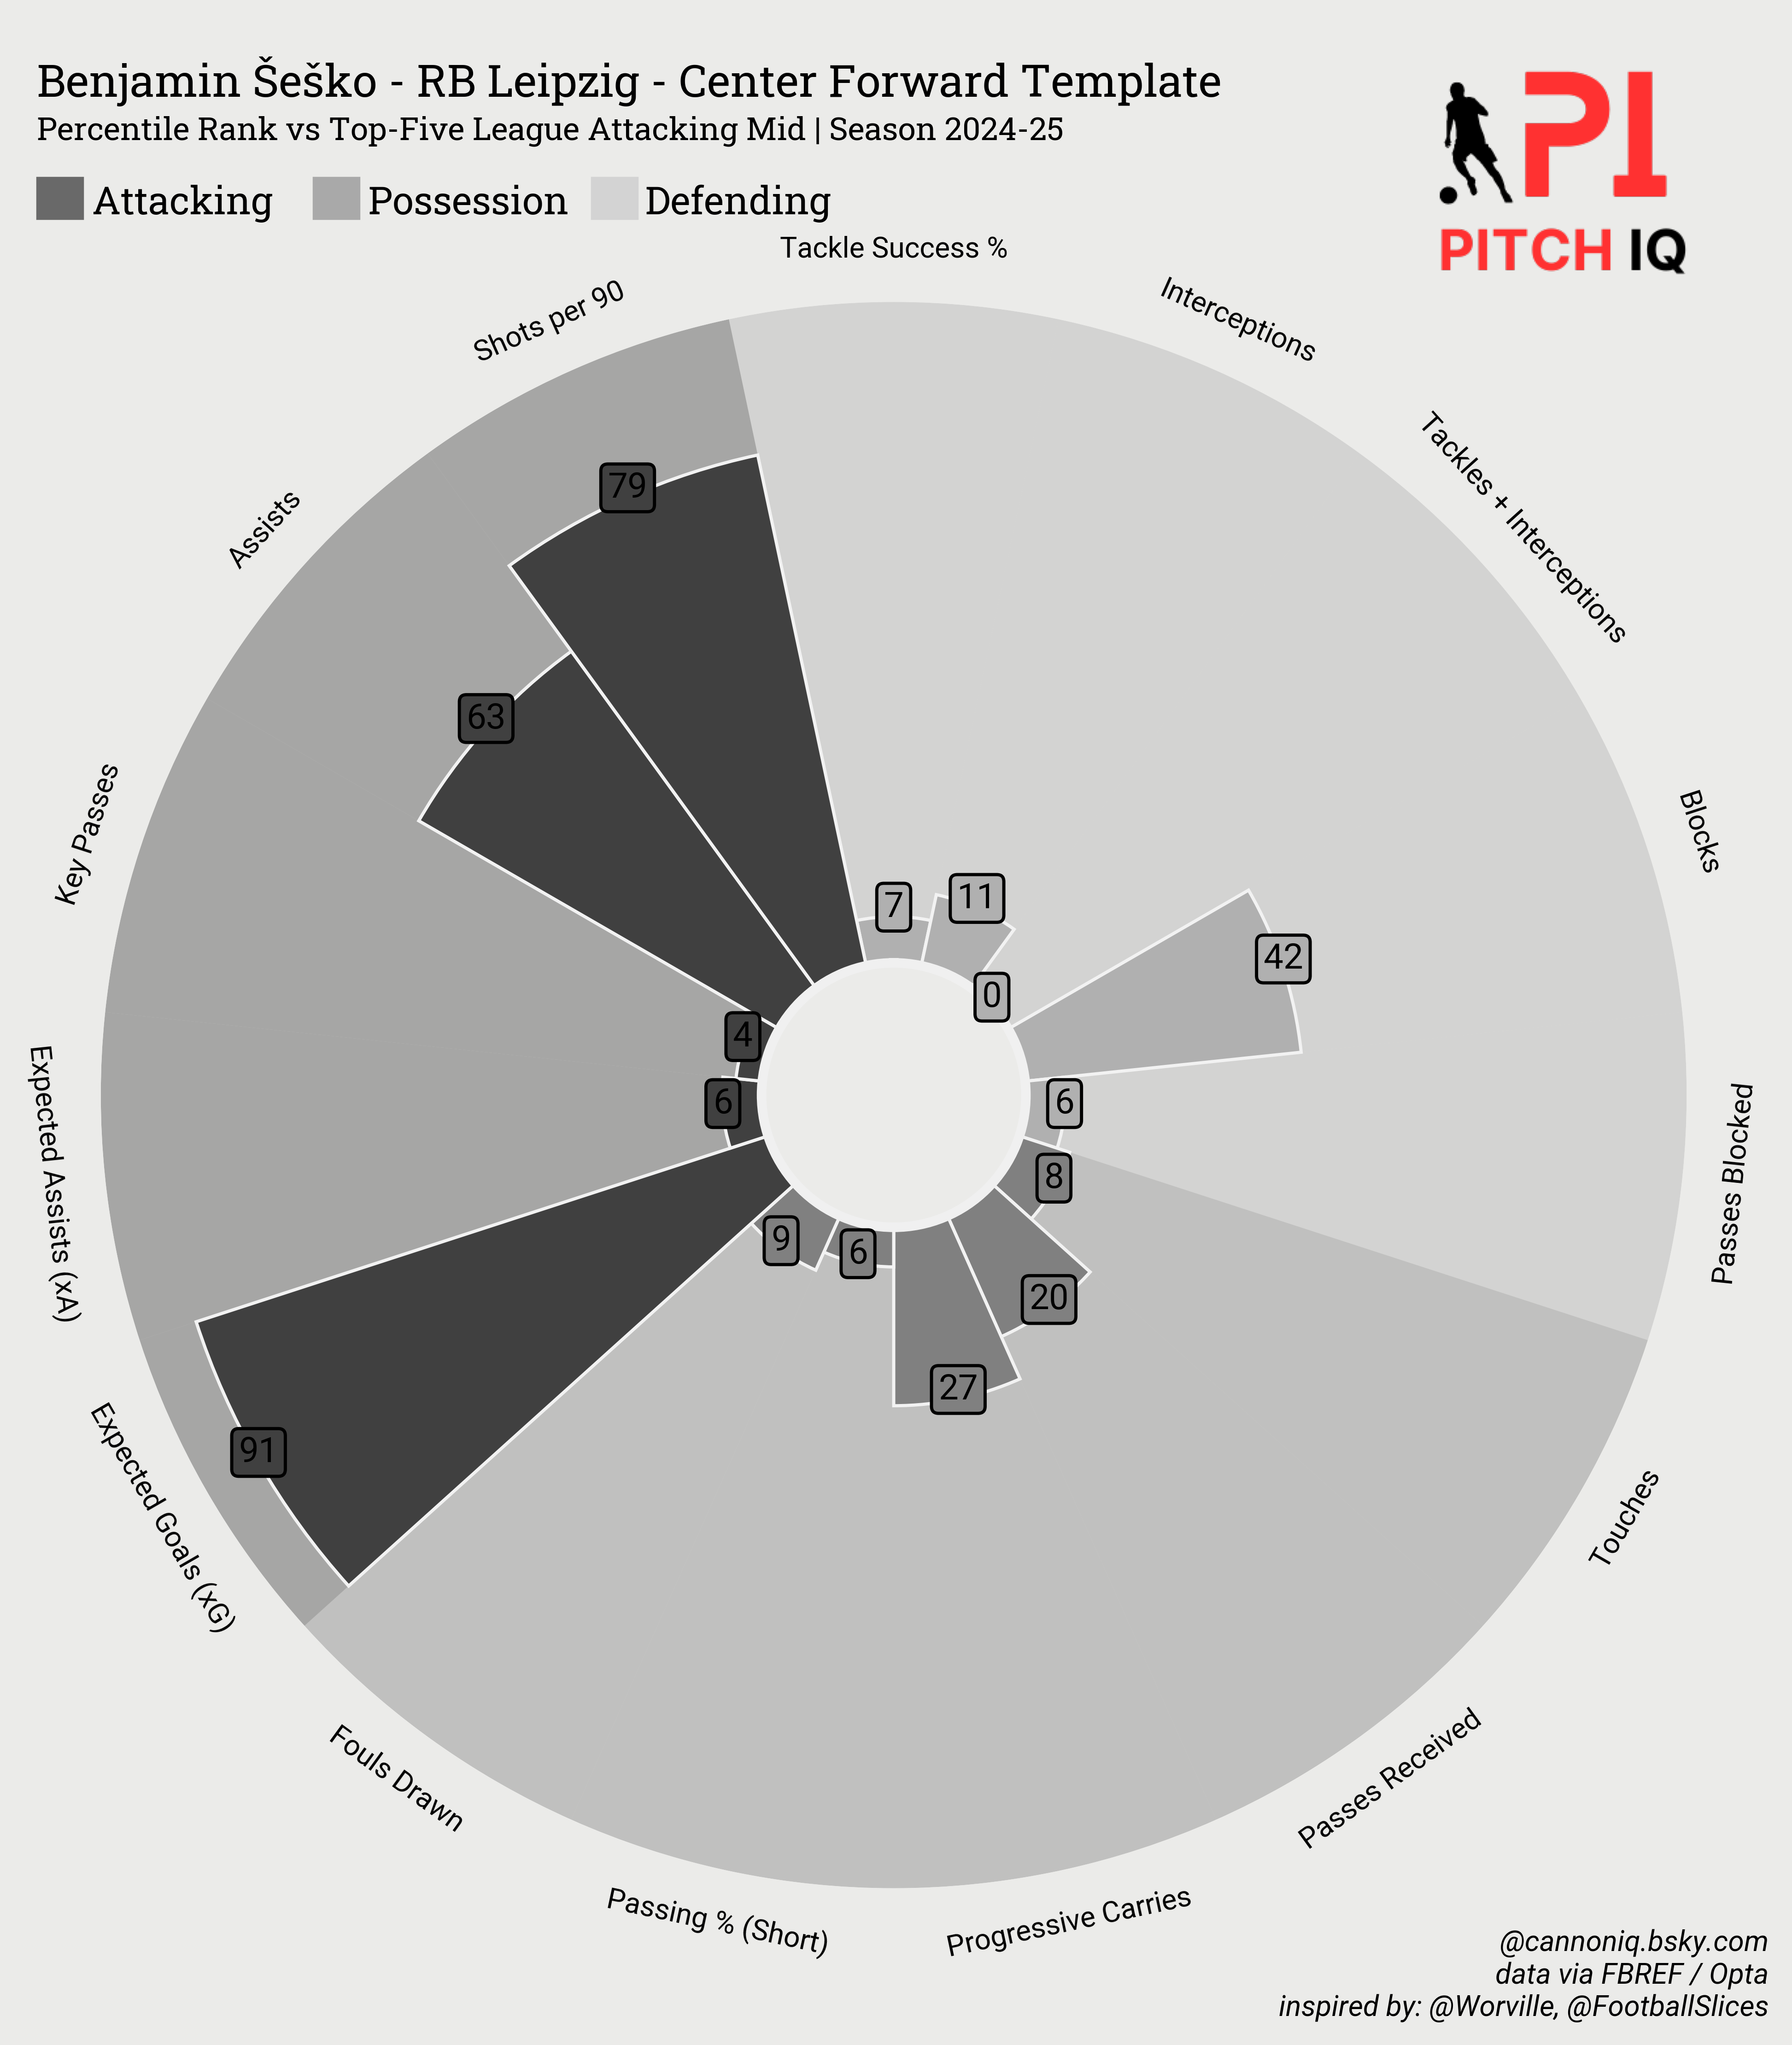 Benjamin Šeško - RB Leipzig - Center Forward Template
Percentile Rank vs Top-Five League Attacking Mid | Season 2024-25
Attacking
Possession
Defending
PI
PITCH IQ
Tackle Success %
Interceptions
Tackles + Interceptions
Blocks
Passes Blocked
Touches
Passes Received
Progressive Carries
Passing % (Short)
Fouls Drawn
Expected Goals (xG)
Expected Assists (xA)
Key Passes
Assists
Shots per 90
7
11
0
42
6
8
20
27
6
9
91
6
4
63
79
@cannoniq.bsky.com
data via FBREF / Opta
inspired by: @Worville, @FootballSlices